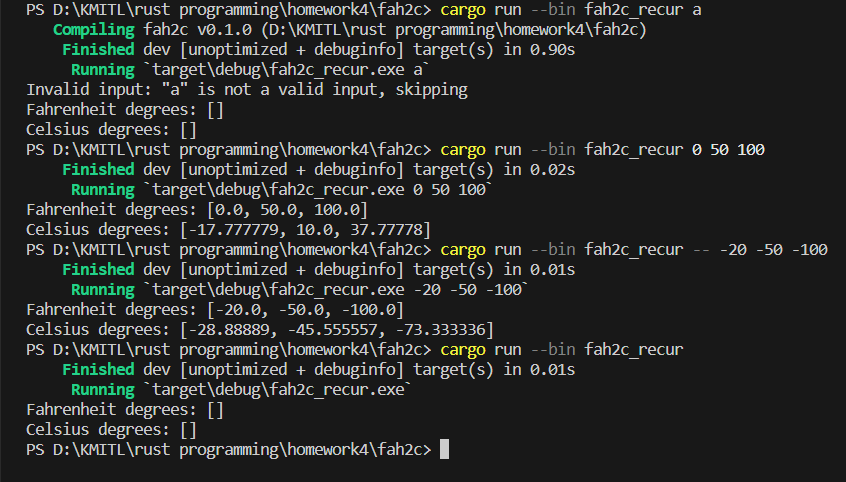 PS D:\KMITL\rust programming\homework4\fah2c> cargo run --bin fah2c_recur a
   Compiling fah2c v0.1.0 (D:\KMITL\rust programming\homework4\fah2c)
    Finished dev [unoptimized + debuginfo] target(s) in 0.90s
     Running `target\debug\fah2c_recur.exe a`
Invalid input: "a" is not a valid input, skipping
Fahrenheit degrees: []
Celsius degrees: []
PS D:\KMITL\rust programming\homework4\fah2c> cargo run --bin fah2c_recur 0 50 100
    Finished dev [unoptimized + debuginfo] target(s) in 0.02s
     Running `target\debug\fah2c_recur.exe 0 50 100`
Fahrenheit degrees: [0.0, 50.0, 100.0]
Celsius degrees: [-17.777779, 10.0, 37.77778]
PS D:\KMITL\rust programming\homework4\fah2c> cargo run --bin fah2c_recur -- -20 -50 -100
    Finished dev [unoptimized + debuginfo] target(s) in 0.01s
     Running `target\debug\fah2c_recur.exe -20 -50 -100`
Fahrenheit degrees: [-20.0, -50.0, -100.0]
Celsius degrees: [-28.88889, -45.555557, -73.333336]
PS D:\KMITL\rust programming\homework4\fah2c> cargo run --bin fah2c_recur
    Finished dev [unoptimized + debuginfo] target(s) in 0.01s
     Running `target\debug\fah2c_recur.exe`
Fahrenheit degrees: []
Celsius degrees: []
PS D:\KMITL\rust programming\homework4\fah2c>